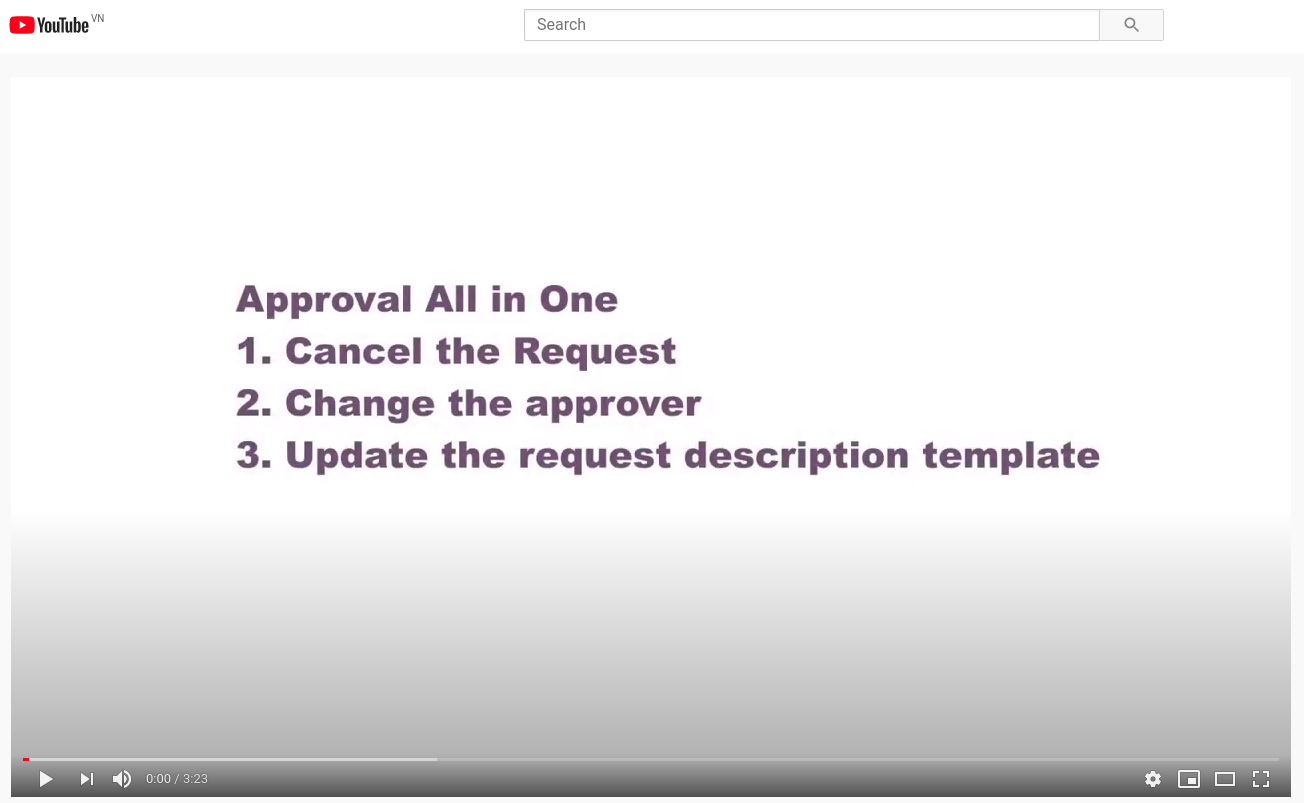 YouTube VN
Search
Approval All in One
1. Cancel the Request
2. Change the approver
3. Update the request description template
0:00 / 3:23